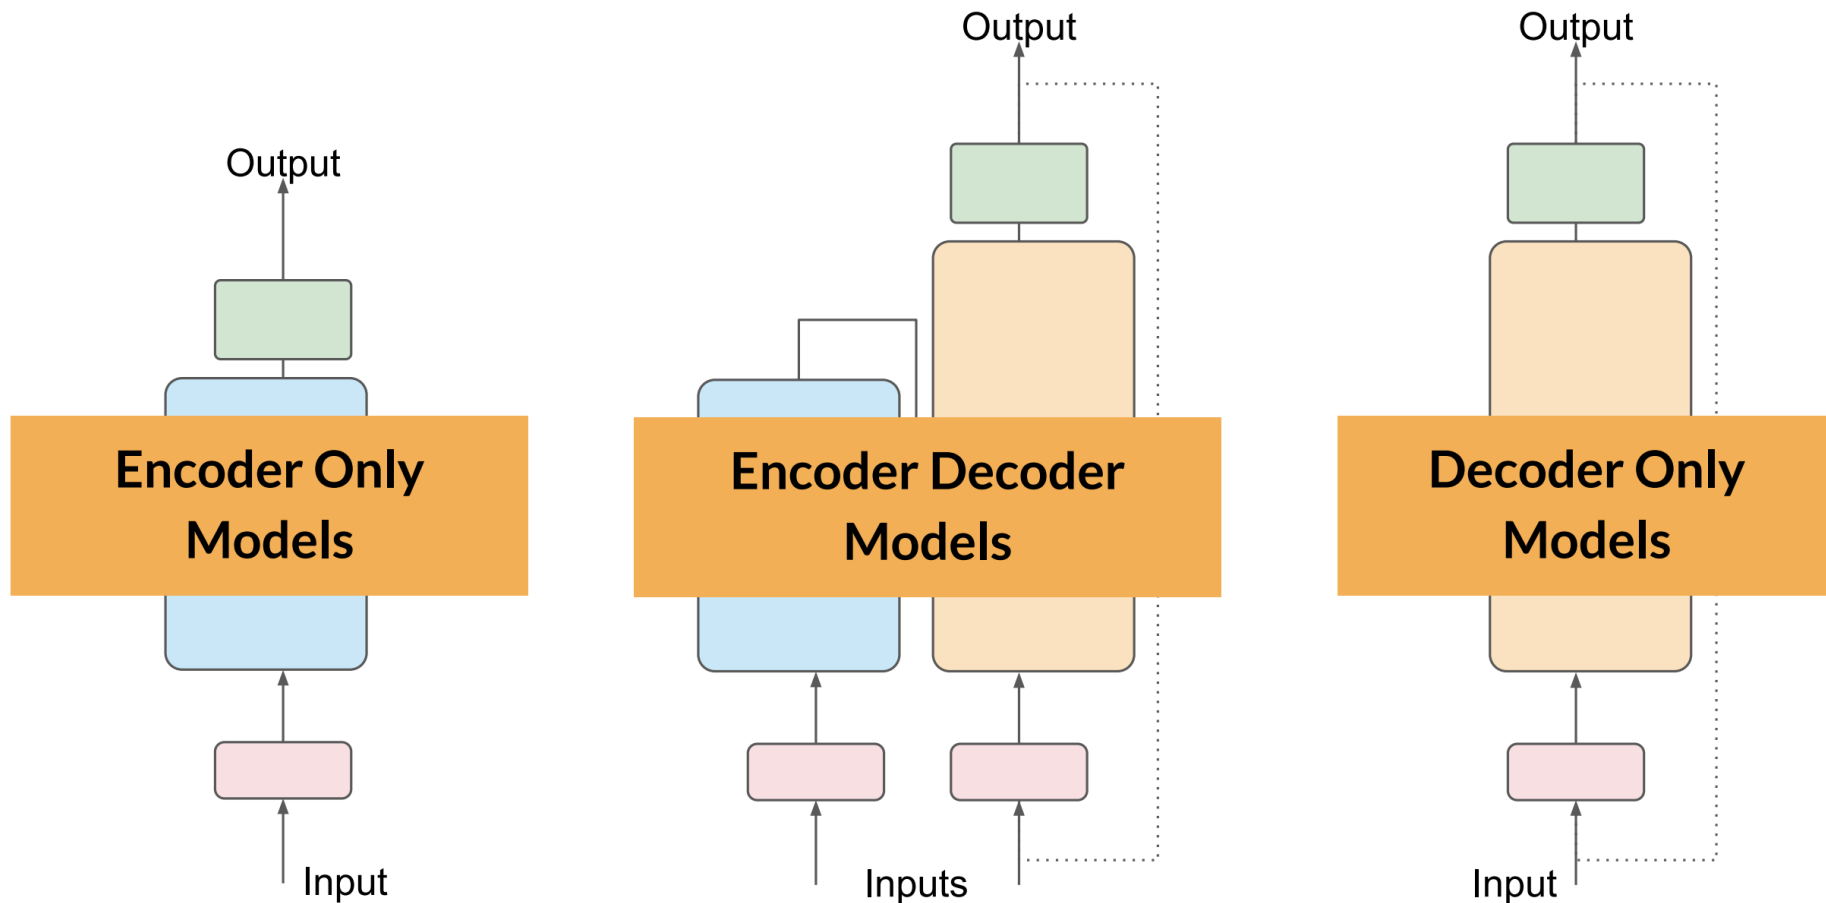 Output
Output
Output
Encoder Only
Models
Encoder Decoder
Models
Decoder Only
Models
Input
Inputs
Input